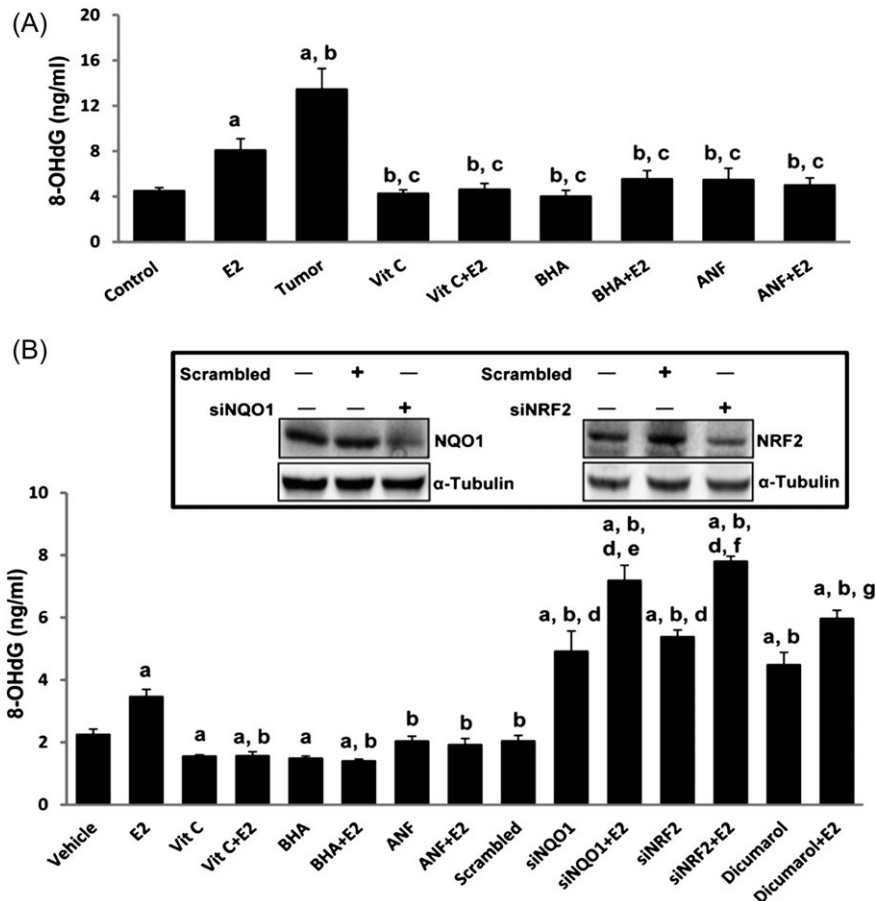 (A)
8-OHdG (ng/ml)
20
16
12
8
4
0
a
a, b
b, c
b, c
b, c
b, c
b, c
b, c
Control
E2
Tumor
Vit C
Vit C+E2
BHA
BHA+E2
ANF
ANF+E2
(B)
Scrambled — + —
siNQO1 — — +
NQO1
α-Tubulin
Scrambled — + —
siNRF2 — — +
NRF2
α-Tubulin
8-OHdG (ng/ml)
10
8
6
4
2
0
a
a
a, b
a
a, b
b
b
b
a, b, d
a, b,
d, e
a, b, d
a, b,
d, f
a, b
a, b, g
Vehicle
E2
Vit C
Vit C+E2
BHA
BHA+E2
ANF
ANF+E2
Scrambled
siNQO1
siNQO1+E2
siNRF2
siNRF2+E2
Dicumarol
Dicumarol+E2